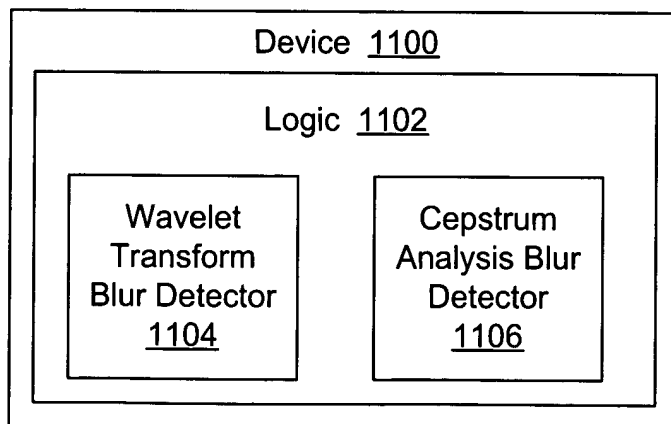 Device 1100
Logic 1102
Wavelet
Transform
Blur Detector
1104
Cepstrum
Analysis Blur
Detector
1106